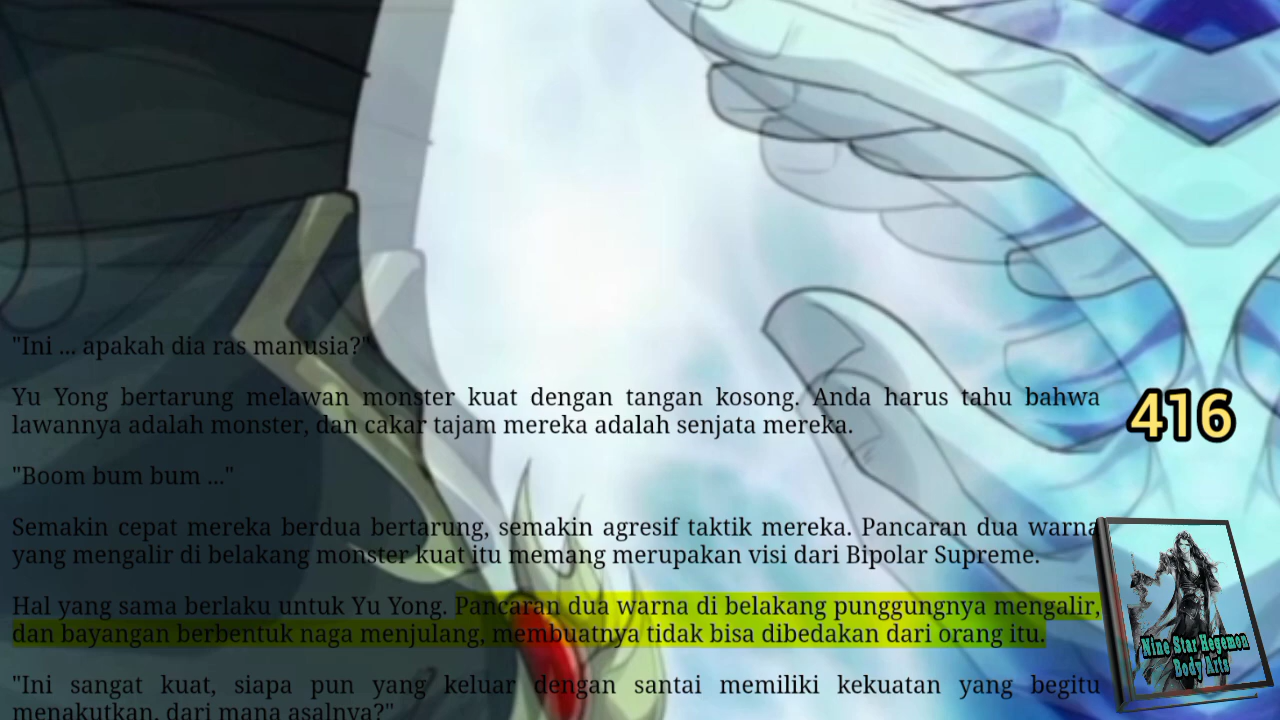 "Ini ... apakah dia ras manusia?"
Yu Yong bertarung melawan monster kuat dengan tangan kosong. Anda harus tahu bahwa
lawannya adalah monster, dan cakar tajam mereka adalah senjata mereka.
"Boom bum bum ..."
Semakin cepat mereka berdua bertarung, semakin agresif taktik mereka. Pancaran dua warna
yang mengalir di belakang monster kuat itu memang merupakan visi dari Bipolar Supreme.
Hal yang sama berlaku untuk Yu Yong. Pancaran dua warna di belakang punggungnya mengalir,
dan bayangan berbentuk naga menjulang, membuatnya tidak bisa dibedakan dari orang itu.
"Ini sangat kuat, siapa pun yang keluar dengan santai memiliki kekuatan yang begitu
menakutkan, dari mana asalnya?"
416
Nine Star Hegemon
Body Arts